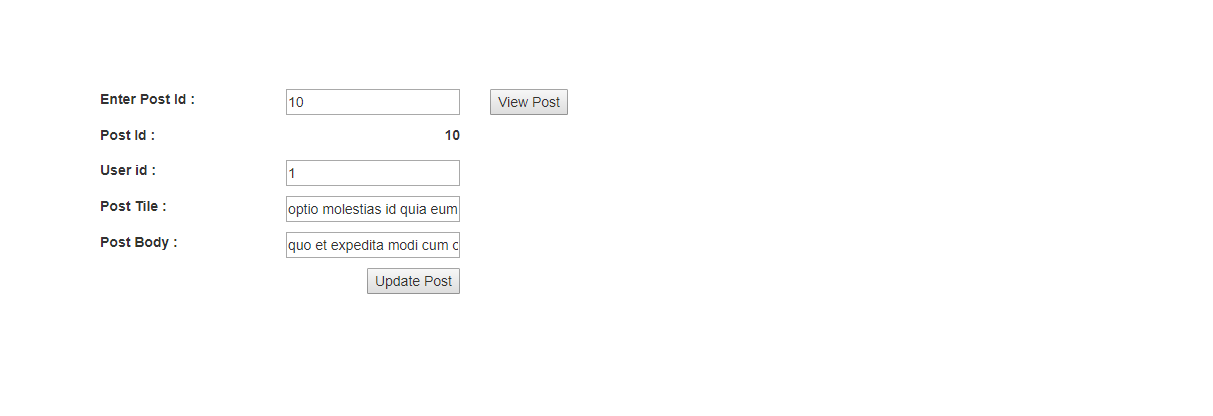 Enter Post Id : 10 View Post
Post Id : 10
User id : 1
Post Tile : optio molestias id quia eum
Post Body : quo et expedita modi cum
Update Post